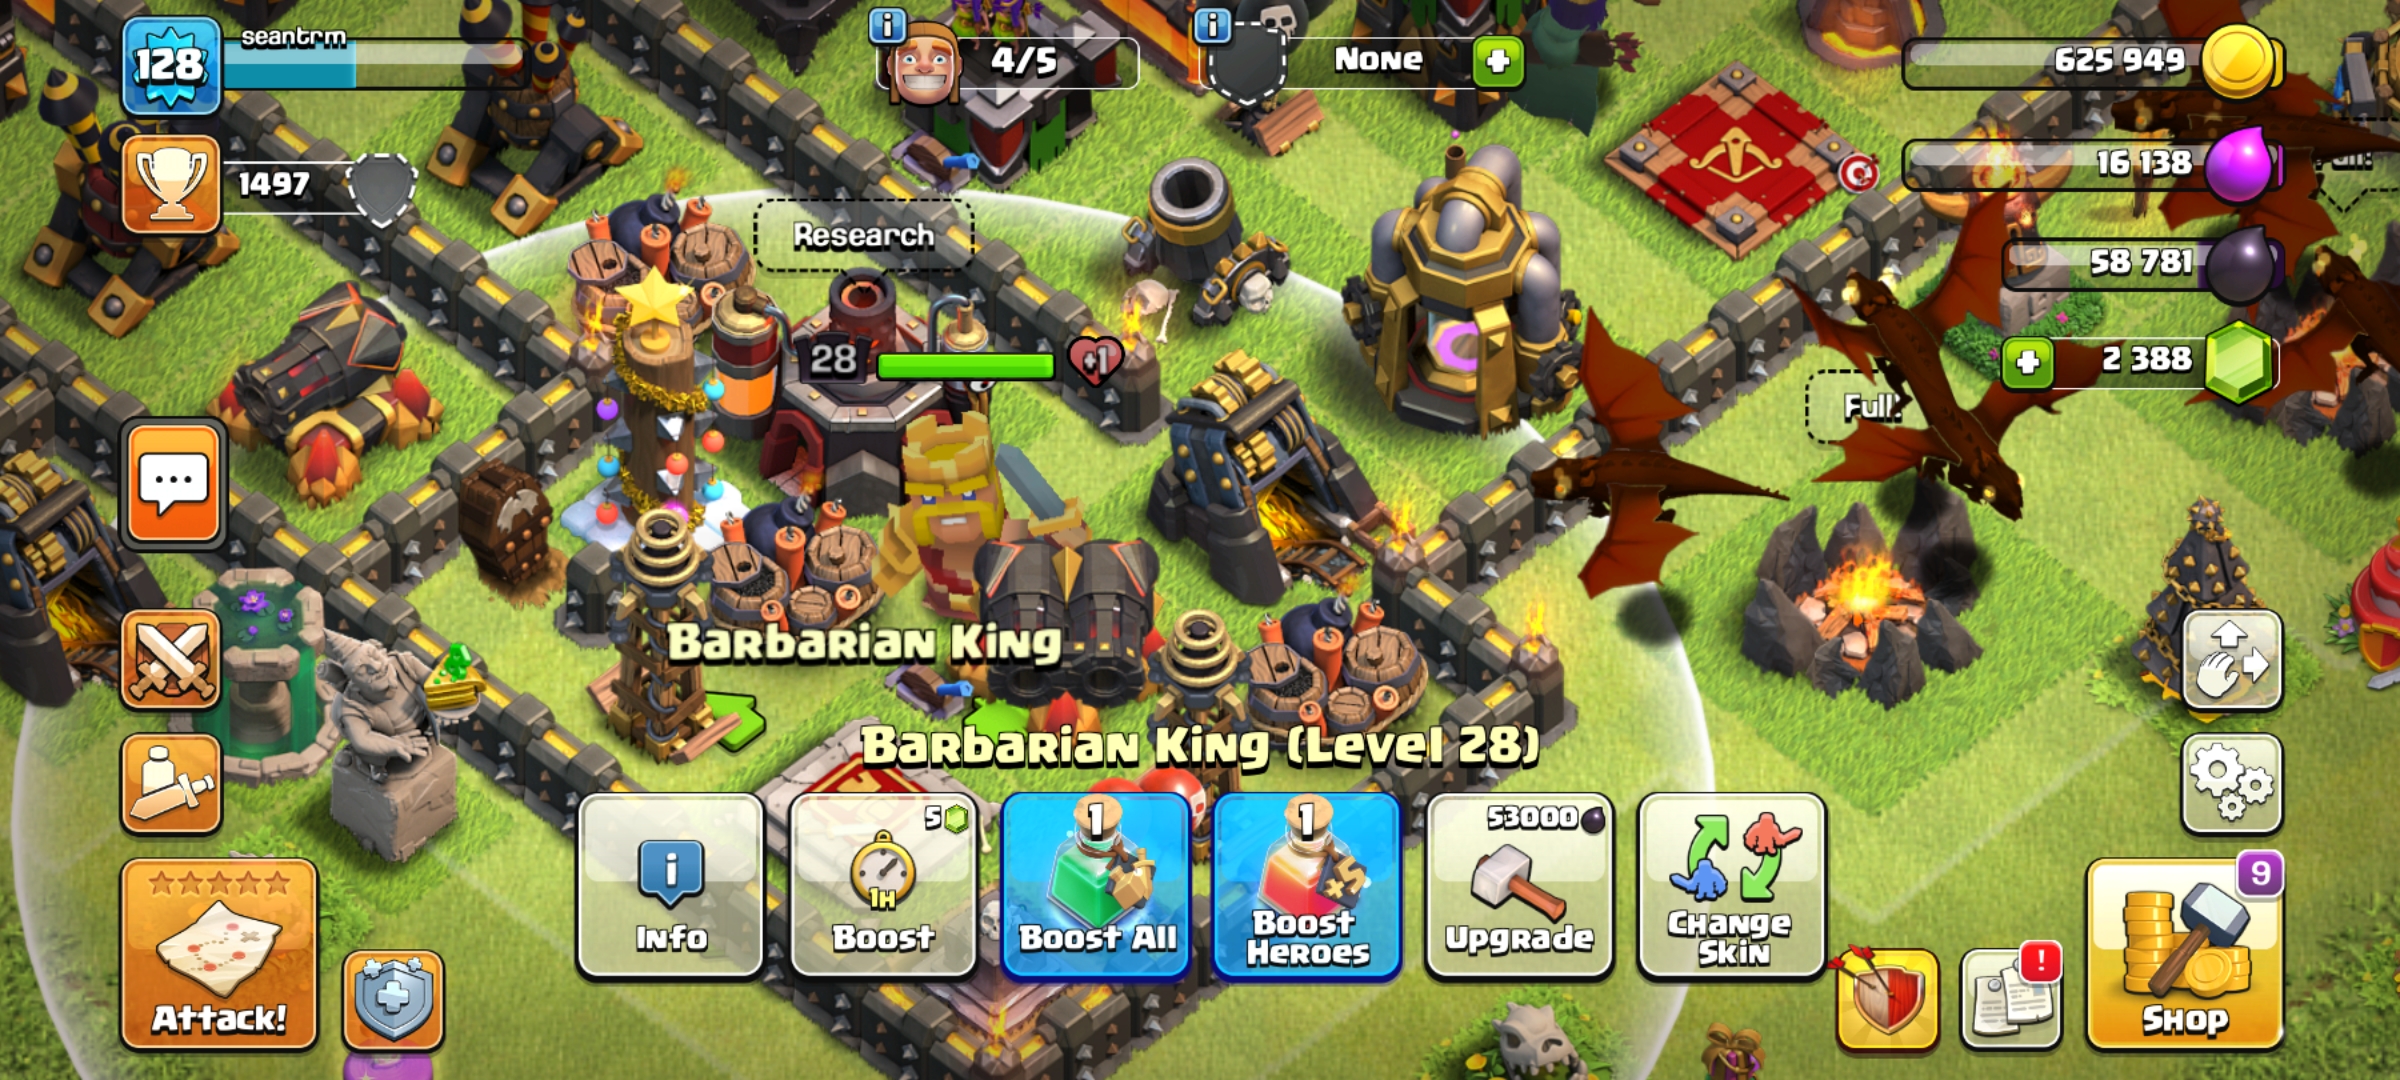 128
seantrm
4/5
None
625 949
1497
16 138
Research
58 781
28
+1
2 388
Full!
Barbarian King
Barbarian King (Level 28)
5
1
1
53000
9
1H
+5
Info
Boost
Boost All
Boost
Heroes
Upgrade
Change
Skin
!
Attack!
Shop